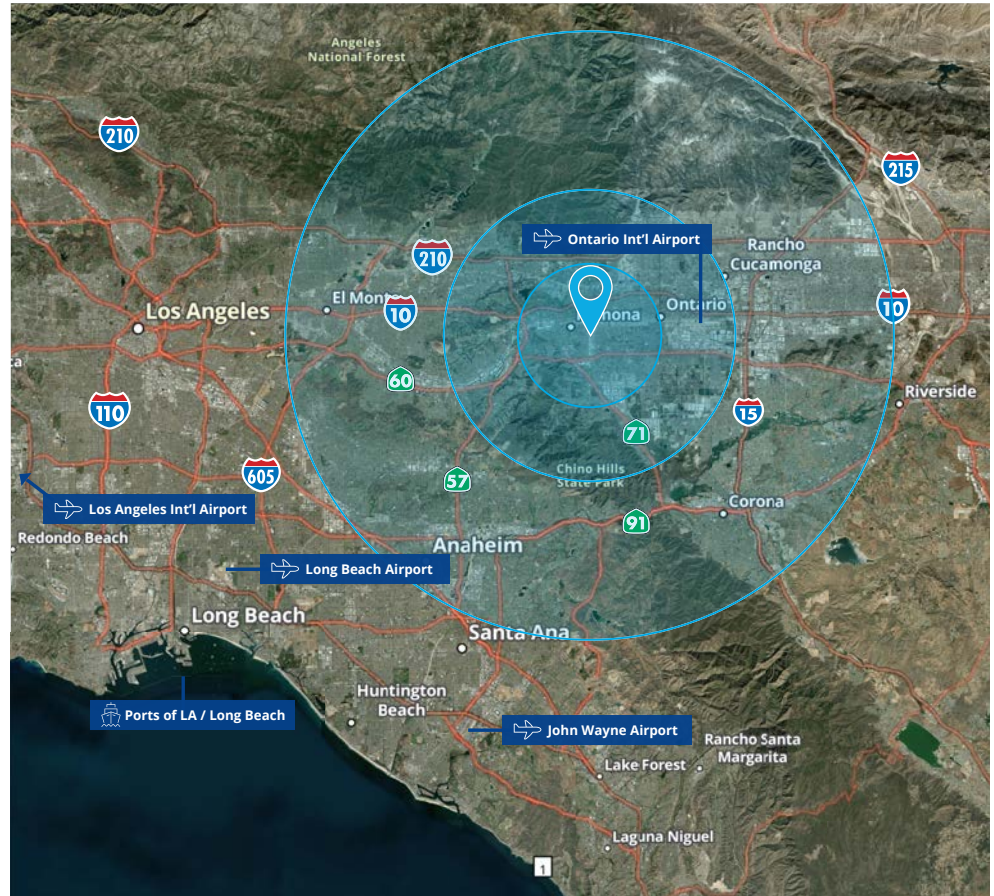 Angeles
National Forest
210
215
Ontario Int'l Airport
Rancho
Cucamonga
210
El Monte
10
Ontario
10
Los Angeles
60
Riverside
110
15
71
Chino Hills
State Park
605
57
Corona
Los Angeles Int'l Airport
91
Redondo Beach
Anaheim
Long Beach Airport
Long Beach
Santa Ana
Huntington
Beach
Ports of LA / Long Beach
John Wayne Airport
Rancho Santa
Margarita
Lake Forest
Laguna Niguel
1